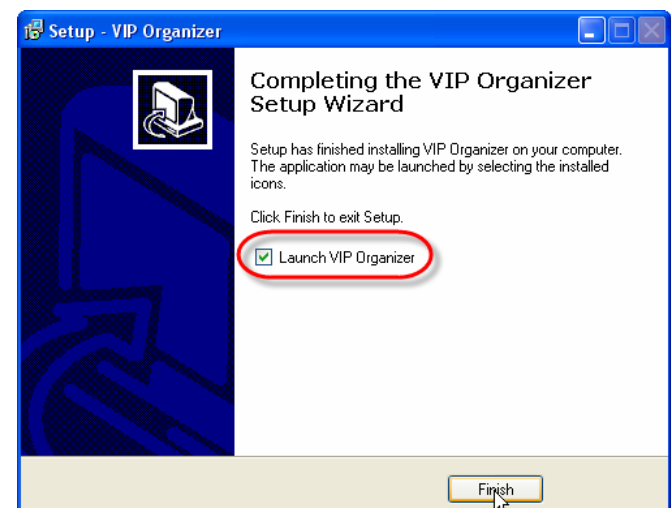 Setup - VIP Organizer
Completing the VIP Organizer
Setup Wizard
Setup has finished installing VIP Organizer on your computer.
The application may be launched by selecting the installed
icons.
Click Finish to exit Setup.
Launch VIP Organizer
Finish